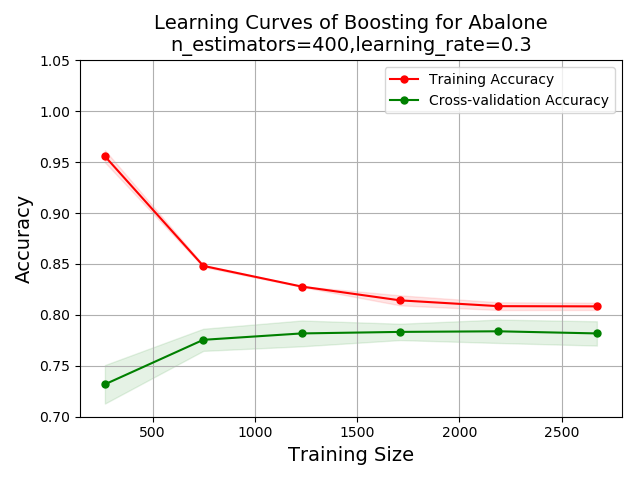 Learning Curves of Boosting for Abalone
n_estimators=400,learning_rate=0.3
Training Accuracy
Cross-validation Accuracy
1.05
1.00
0.95
0.90
0.85
0.80
0.75
0.70
Accuracy
500
1000
1500
2000
2500
Training Size